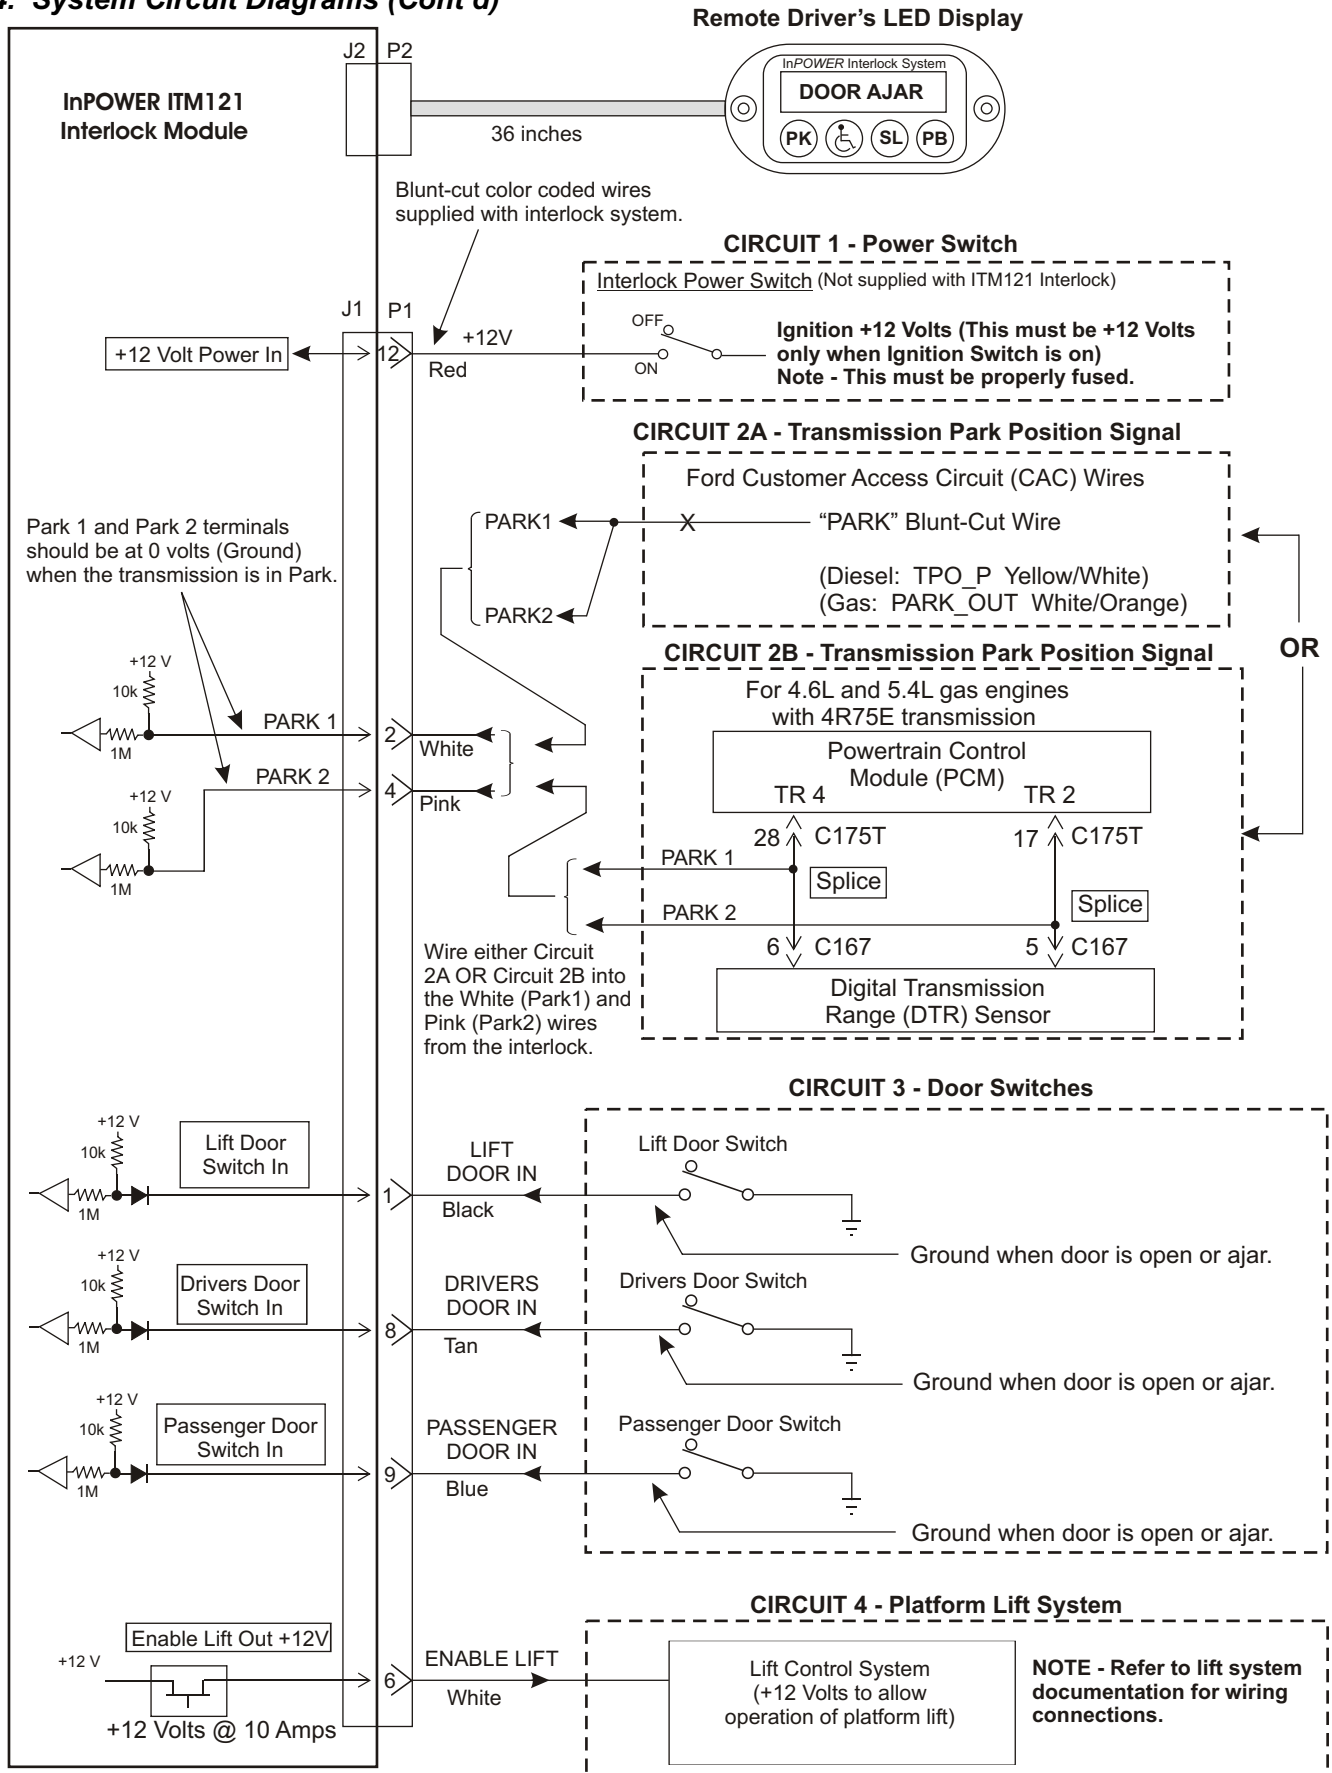 4. System Circuit Diagrams (Cont'd)
Remote Driver's LED Display
J2
P2
InPOWER ITM121
Interlock Module
InPOWER Interlock System
DOOR AJAR
PK
SL
PB
36 inches
Blunt-cut color coded wires
supplied with interlock system.
CIRCUIT 1 - Power Switch
Interlock Power Switch (Not supplied with ITM121 Interlock)
J1
P1
OFF
ON
Ignition +12 Volts (This must be +12 Volts
only when Ignition Switch is on)
Note - This must be properly fused.
+12 Volt Power In
12
+12V
Red
CIRCUIT 2A - Transmission Park Position Signal
Ford Customer Access Circuit (CAC) Wires
PARK1
X
"PARK" Blunt-Cut Wire
(Diesel: TPO_P Yellow/White)
(Gas: PARK_OUT White/Orange)
PARK2
Park 1 and Park 2 terminals
should be at 0 volts (Ground)
when the transmission is in Park.
OR
CIRCUIT 2B - Transmission Park Position Signal
For 4.6L and 5.4L gas engines
with 4R75E transmission
Powertrain Control
Module (PCM)
TR 4
TR 2
28
C175T
17
C175T
+12 V
10k
1M
PARK 1
2
White
+12 V
10k
1M
PARK 2
4
Pink
PARK 1
Splice
PARK 2
Splice
6
C167
5
C167
Digital Transmission
Range (DTR) Sensor
Wire either Circuit
2A OR Circuit 2B into
the White (Park1) and
Pink (Park2) wires
from the interlock.
CIRCUIT 3 - Door Switches
+12 V
10k
1M
Lift Door
Switch In
1
LIFT
DOOR IN
Black
Lift Door Switch
Ground when door is open or ajar.
+12 V
10k
1M
Drivers Door
Switch In
8
DRIVERS
DOOR IN
Tan
Drivers Door Switch
Ground when door is open or ajar.
+12 V
10k
1M
Passenger Door
Switch In
9
PASSENGER
DOOR IN
Blue
Passenger Door Switch
Ground when door is open or ajar.
CIRCUIT 4 - Platform Lift System
Enable Lift Out +12V
+12 V
+12 Volts @ 10 Amps
6
ENABLE LIFT
White
Lift Control System
(+12 Volts to allow
operation of platform lift)
NOTE - Refer to lift system
documentation for wiring
connections.